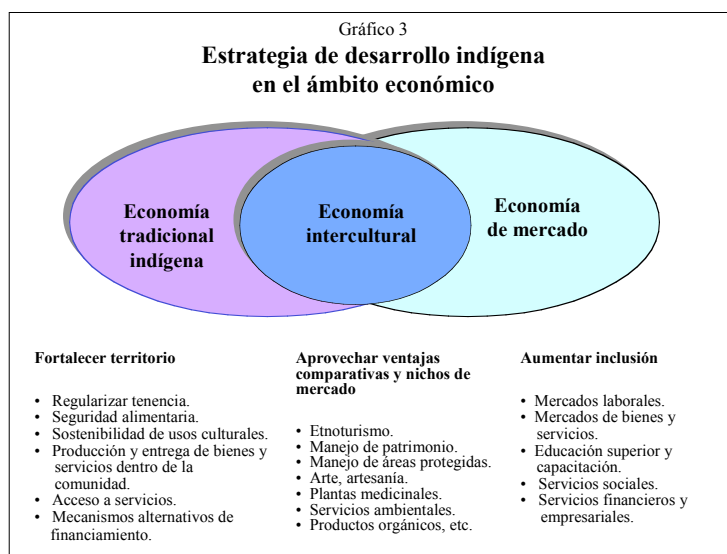 Gráfico 3
Estrategia de desarrollo indígena
en el ámbito económico
Economía
tradicional
indígena
Economía
intercultural
Economía
de mercado
Fortalecer territorio
• Regularizar tenencia.
• Seguridad alimentaria.
• Sostenibilidad de usos culturales.
• Producción y entrega de bienes y
servicios dentro de la
comunidad.
• Acceso a servicios.
• Mecanismos alternativos de
financiamiento.
Aprovechar ventajas
comparativas y nichos de
mercado
• Etnoturismo.
• Manejo de patrimonio.
• Manejo de áreas protegidas.
• Arte, artesanía.
• Plantas medicinales.
• Servicios ambientales.
• Productos orgánicos, etc.
Aumentar inclusión
• Mercados laborales.
• Mercados de bienes y
servicios.
• Educación superior y
capacitación.
• Servicios sociales.
• Servicios financieros y
empresariales.